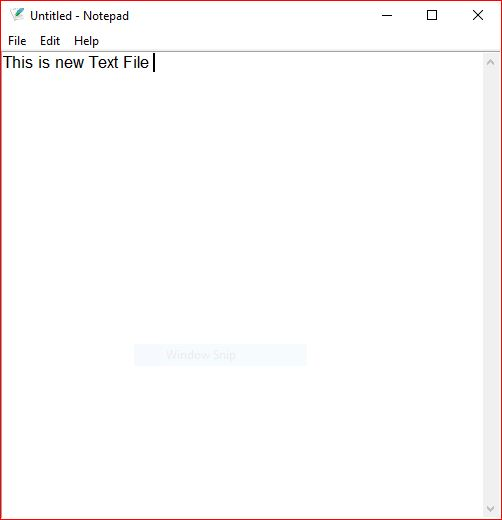 Untitled - Notepad
File Edit Help
This is new Text File
Window Snip